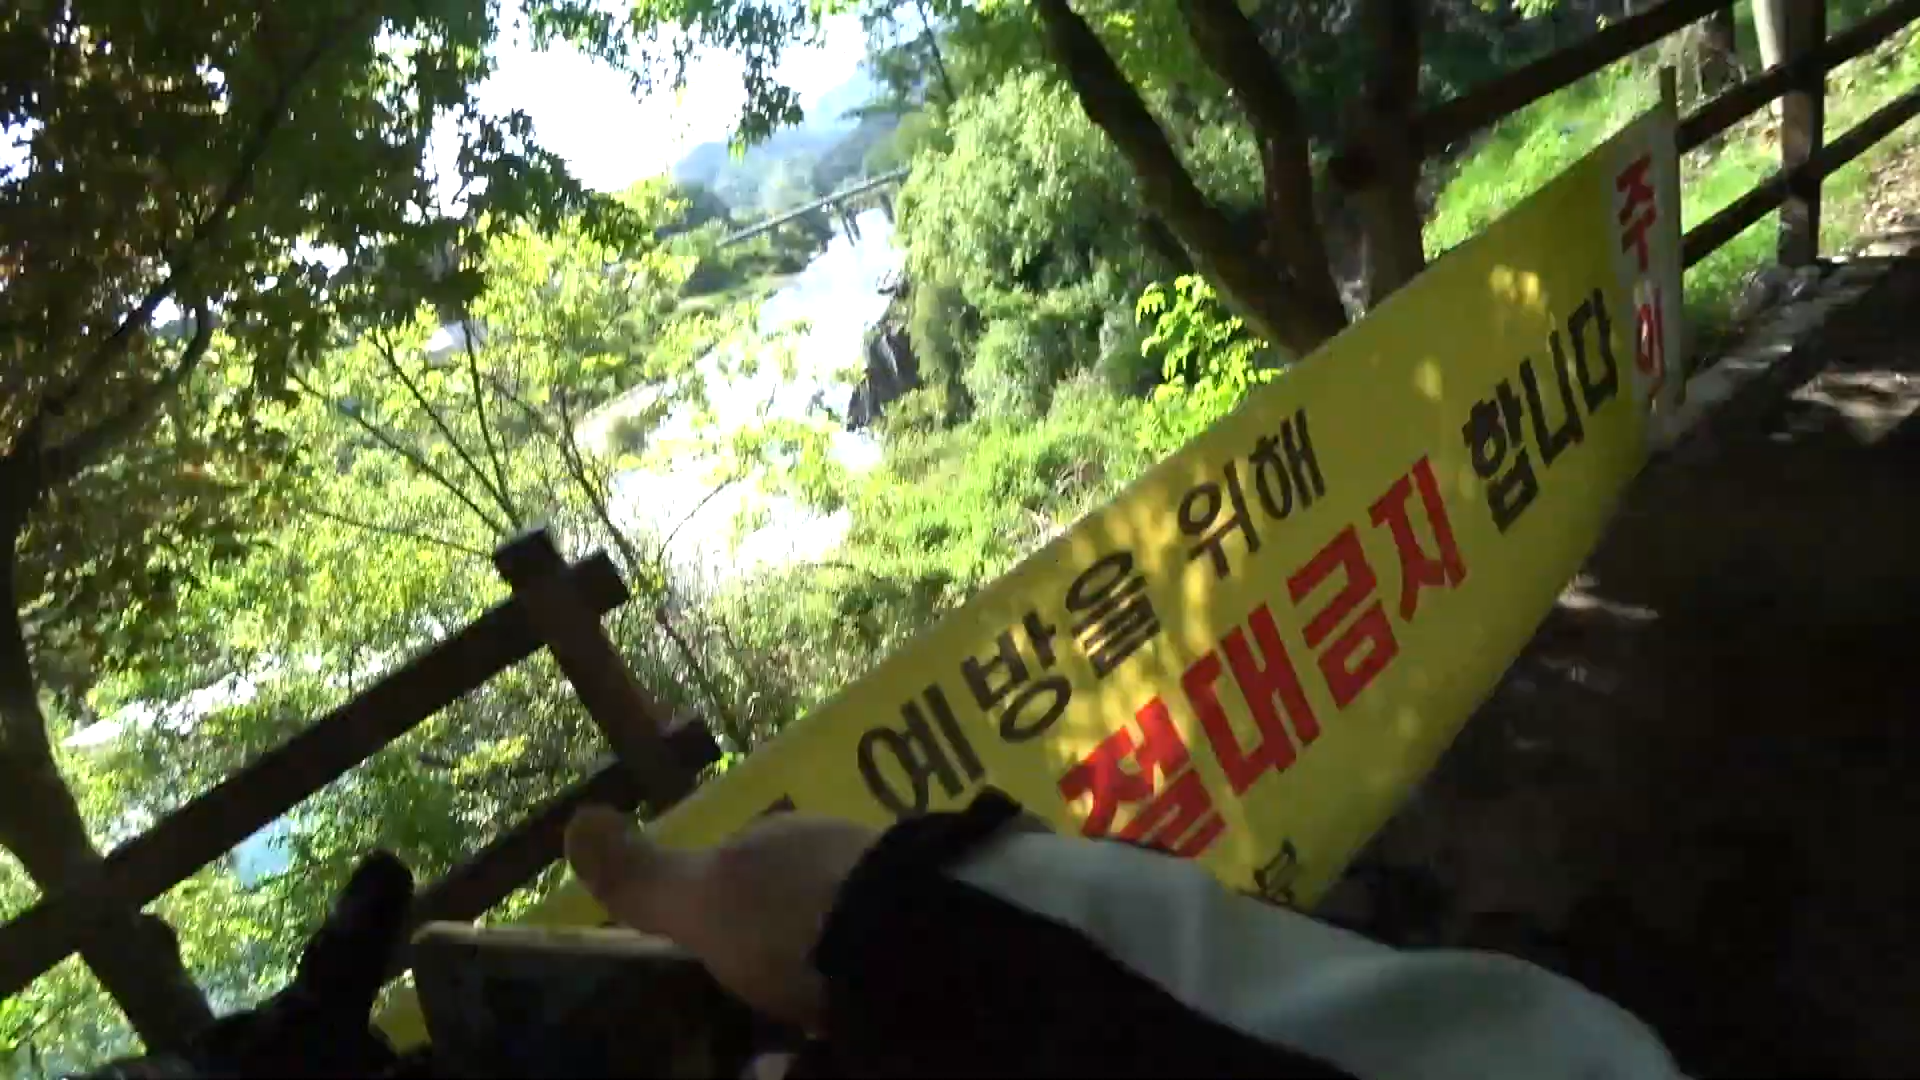 예방을 위해
절대금지 합니다
주의